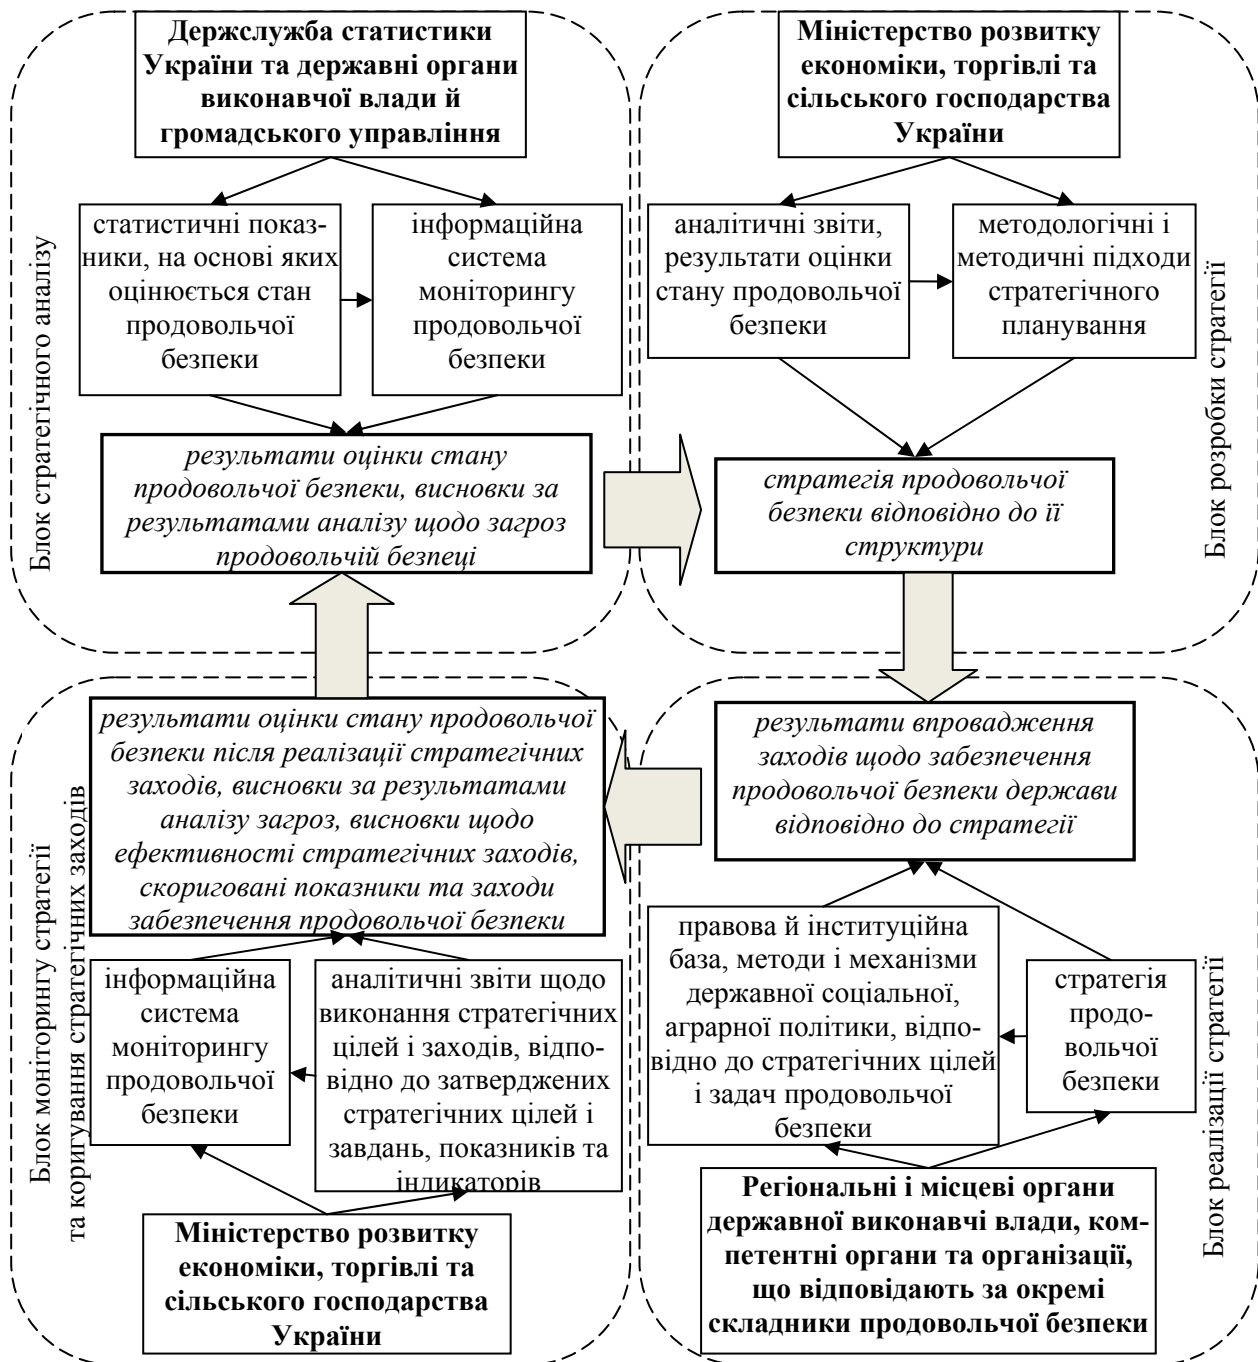 Держслужба статистики
України та державні органи
виконавчої влади й
громадського управління
статистичні показ-
ники, на основі яких
оцінюється стан
продовольчої
безпеки
інформаційна
система
моніторингу
продовольчої
безпеки
результати оцінки стану
продовольчої безпеки, висновки за
результатами аналізу щодо загроз
продовольчій безпеці
Блок стратегічного аналізу
Міністерство розвитку
економіки, торгівлі та
сільського господарства
України
аналітичні звіти,
результати оцінки
стану продовольчої
безпеки
методологічні і
методичні підходи
стратегічного
планування
стратегія продовольчої
безпеки відповідно до її
структури
Блок розробки стратегії
результати оцінки стану продовольчої
безпеки після реалізації стратегічних
заходів, висновки за результатами
аналізу загроз, висновки щодо
ефективності стратегічних заходів,
скориговані показники та заходи
забезпечення продовольчої безпеки
інформаційна
система
моніторингу
продовольчої
безпеки
аналітичні звіти щодо
виконання стратегічних
цілей і заходів, відпо-
відно до затверджених
стратегічних цілей і
завдань, показників та
індикаторів
Міністерство розвитку
економіки, торгівлі та
сільського господарства
України
Блок моніторингу стратегії
та коригування стратегічних заходів
результати впровадження
заходів щодо забезпечення
продовольчої безпеки держави
відповідно до стратегії
правова й інституційна
база, методи і механізми
державної соціальної,
аграрної політики, відпо-
відно до стратегічних цілей
і задач продовольчої
безпеки
стратегія
продо-
вольчої
безпеки
Регіональні і місцеві органи
державної виконавчі влади, ком-
петентні органи та організації,
що відповідають за окремі
складники продовольчої безпеки
Блок реалізації стратегії